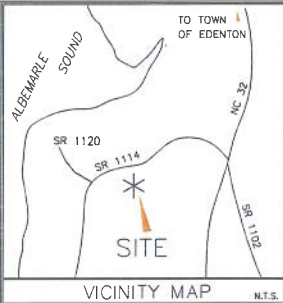 TO TOWN
OF EDENTON
ALBEMARLE
SOUND
NC 32
SR 1120
SR 1114
SR 1102
SITE
VICINITY MAP
N.T.S.